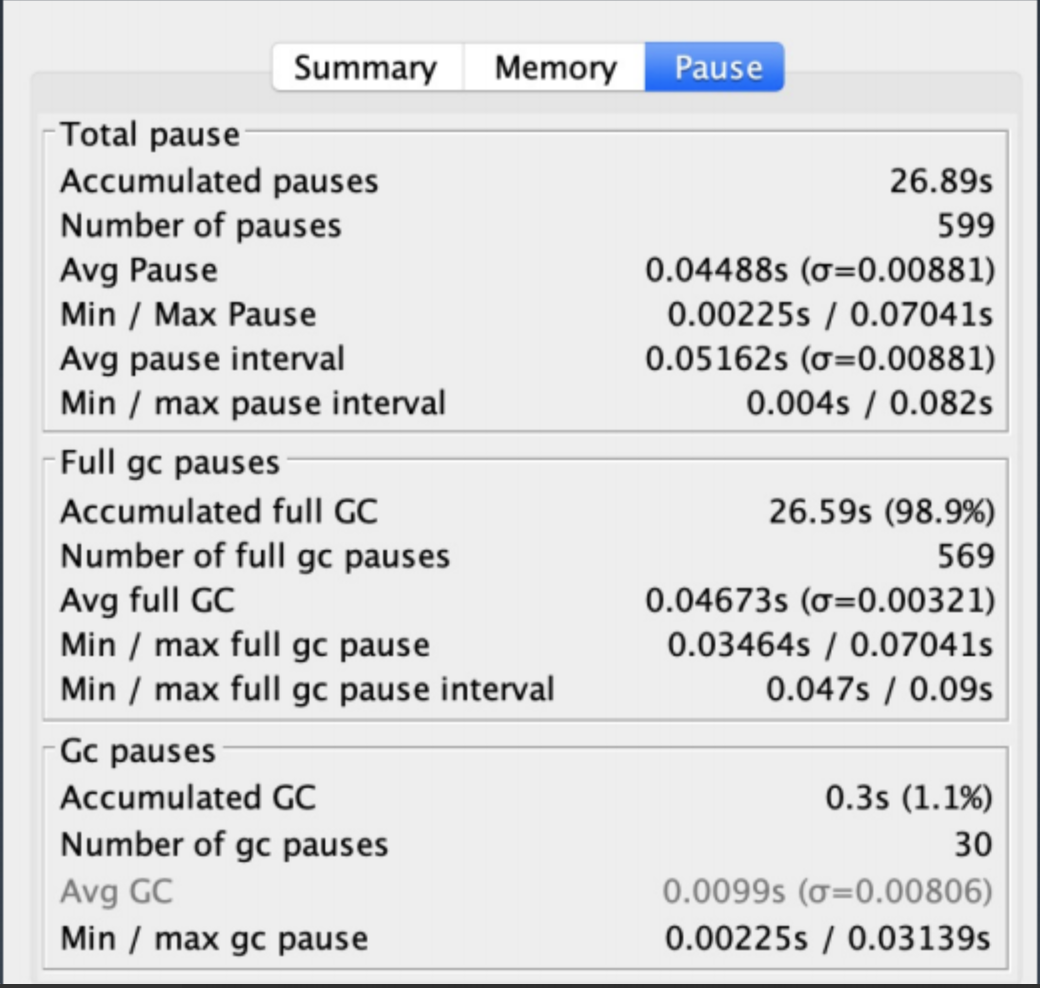 Summary Memory Pause
Total pause
Accumulated pauses 26.89s
Number of pauses 599
Avg Pause 0.04488s (σ=0.00881)
Min / Max Pause 0.00225s / 0.07041s
Avg pause interval 0.05162s (σ=0.00881)
Min / max pause interval 0.004s / 0.082s
Full gc pauses
Accumulated full GC 26.59s (98.9%)
Number of full gc pauses 569
Avg full GC 0.04673s (σ=0.00321)
Min / max full gc pause 0.03464s / 0.07041s
Min / max full gc pause interval 0.047s / 0.09s
Gc pauses
Accumulated GC 0.3s (1.1%)
Number of gc pauses 30
Avg GC 0.0099s (σ=0.00806)
Min / max gc pause 0.00225s / 0.03139s